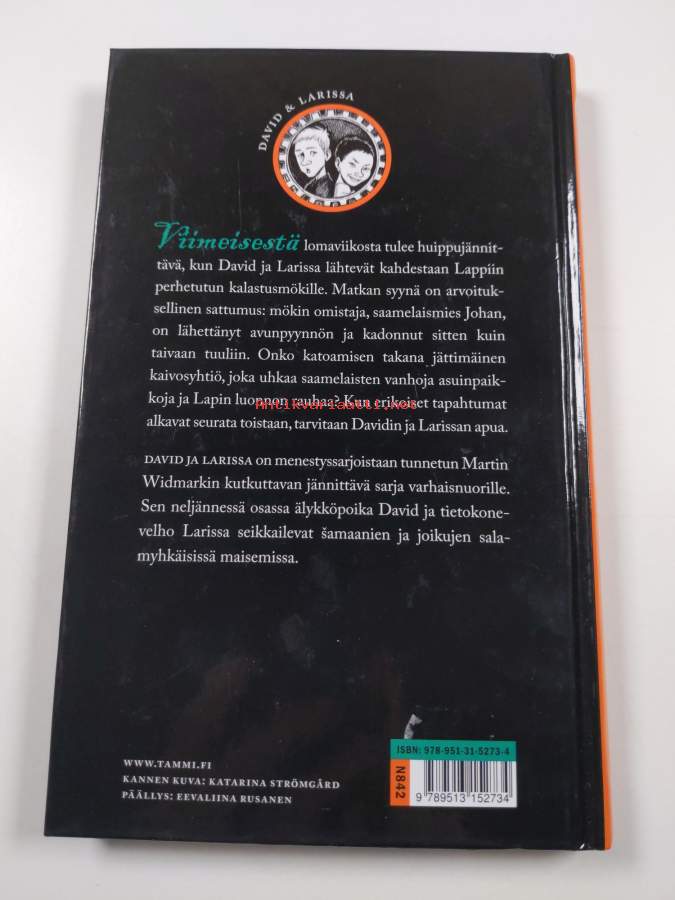 DAVID & LARISSA
Viimeisestä lomaviikosta tulee huippujännit-
tävä, kun David ja Larissa lähtevät kahdestaan Lappiin
perhetutun kalastusmökille. Matkan syynä on arvoituk-
sellinen sattumus: mökin omistaja, saamelaismies Johan,
on lähettänyt avunpyynnön ja kadonnut sitten kuin
taivaan tuuliin. Onko katoamisen takana jättimäinen
kaivosyhtiö, joka uhkaa saamelaisten vanhoja asuinpaik-
koja ja Lapin luonnon rauhaa? Kun erikoiset tapahtumat
antikvariaatti.net
alkavat seurata toistaan, tarvitaan Davidin ja Larissan apua.
DAVID JA LARISSA on menestyssarjoistaan tunnetun Martin
Widmarkin kutkuttavan jännittävä sarja varhaisnuorille.
Sen neljännessä osassa älykköpoika David ja tietokone-
velho Larissa seikkailevat šamaanien ja joikujen sala-
myhkäisissä maisemissa.
WWW.TAMMI.FI
KANNEN KUVA: KATARINA STRÖMGÅRD
PÄÄLLYS: EEVALIINA RUSANEN
ISBN: 978-951-31-5273-4
N842
9 789513 152734